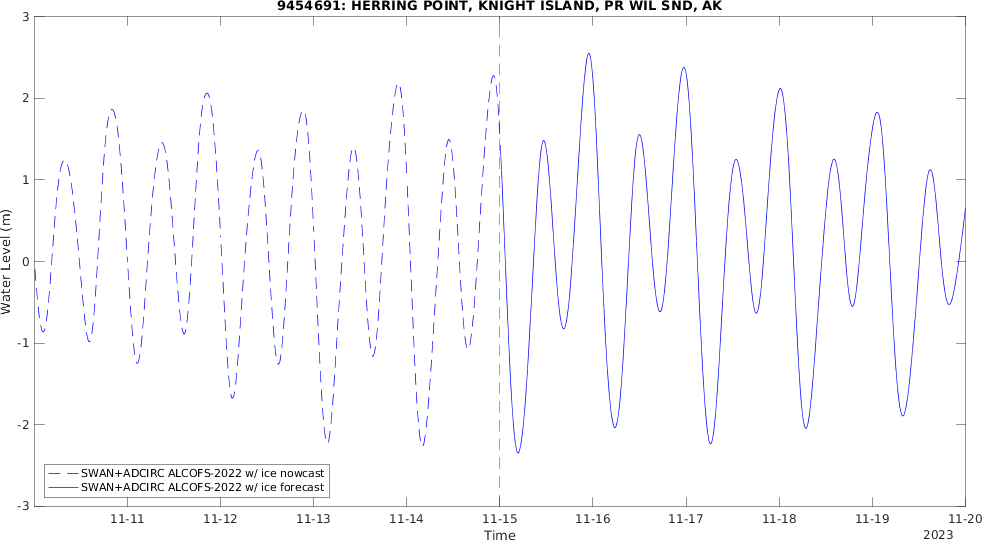 9454691: HERRING POINT, KNIGHT ISLAND, PR WIL SND, AK
3
2
1
0
-1
-2
-3
Water Level (m)
SWAN+ADCIRC ALCOFS-2022 w/ ice nowcast
SWAN+ADCIRC ALCOFS-2022 w/ ice forecast
11-11 11-12 11-13 11-14 11-15 11-16 11-17 11-18 11-19 11-20
Time
2023